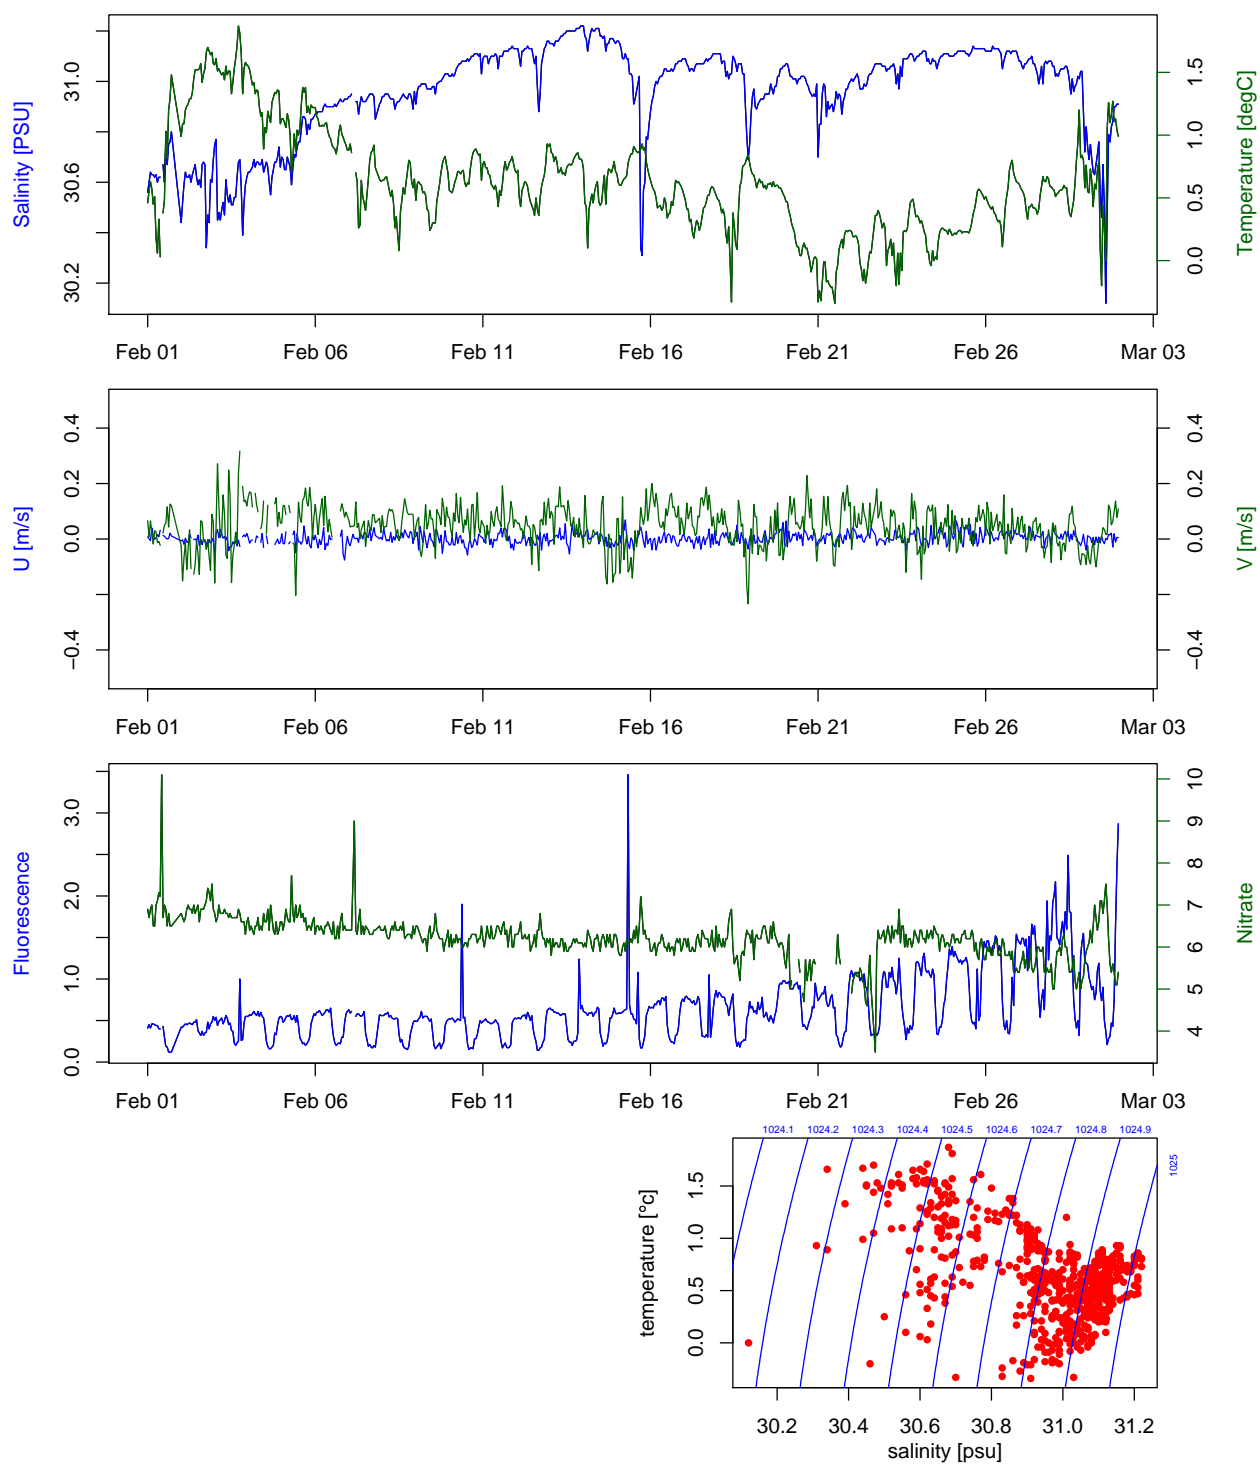 Salinity [PSU]
30.2
30.6
31.0
Temperature [degC]
0.0
0.5
1.0
1.5
Feb 01
Feb 06
Feb 11
Feb 16
Feb 21
Feb 26
Mar 03
U [m/s]
−0.4
0.0
0.2
0.4
V [m/s]
−0.4
0.0
0.2
0.4
Feb 01
Feb 06
Feb 11
Feb 16
Feb 21
Feb 26
Mar 03
Fluorescence
0.0
1.0
2.0
3.0
Nitrate
4
5
6
7
8
9
10
Feb 01
Feb 06
Feb 11
Feb 16
Feb 21
Feb 26
Mar 03
1024.1
1024.2
1024.3
1024.4
1024.5
1024.6
1024.7
1024.8
1024.9
1025
temperature [°c]
0.0
0.5
1.0
1.5
30.2
30.4
30.6
30.8
31.0
31.2
salinity [psu]